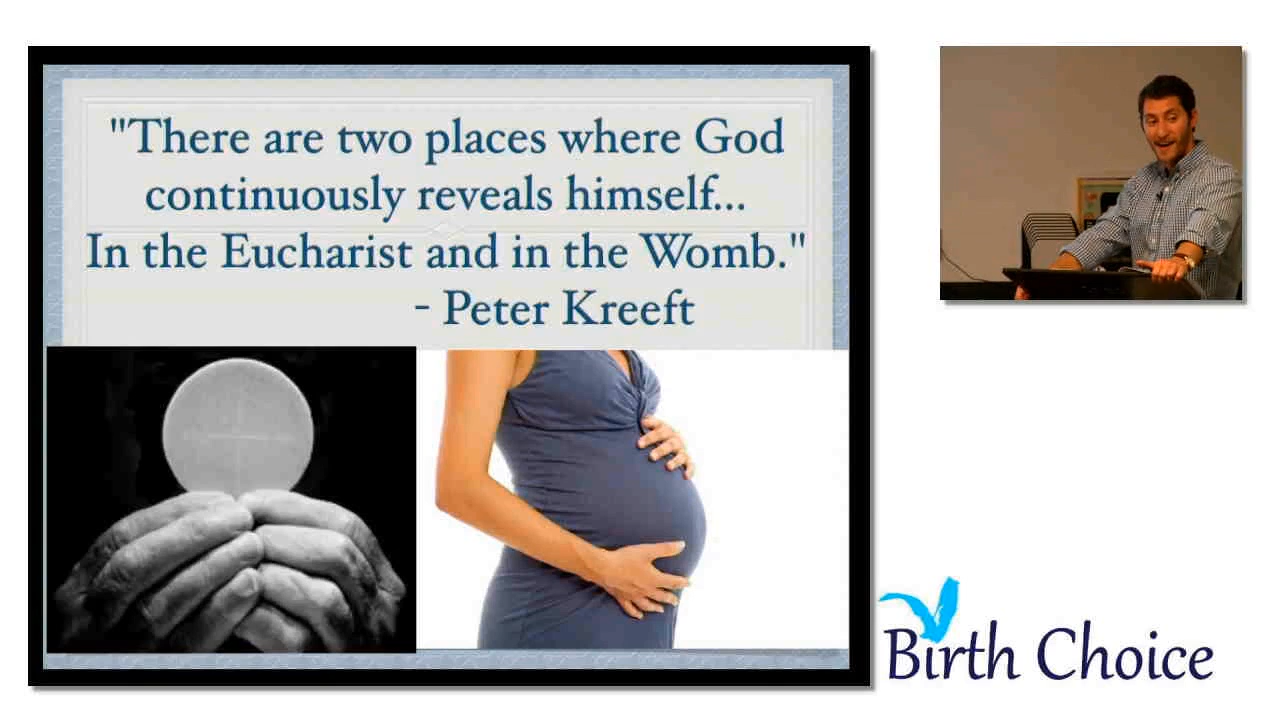 "There are two places where God
continuously reveals himself...
In the Eucharist and in the Womb."
- Peter Kreeft
Birth Choice